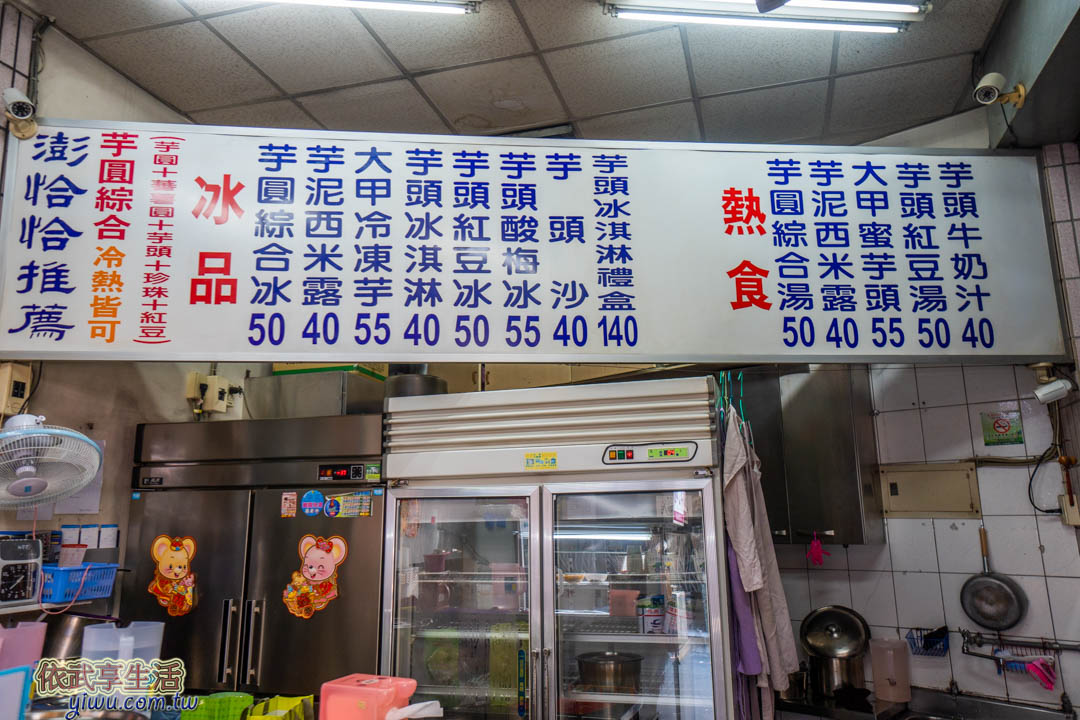 澎恰恰推薦
芋圓綜合 冷熱皆可
(芋圓十蕃薯圓十芋頭十珍珠十紅豆)
冰品
芋圓綜合冰 50
芋泥西米露 40
大甲冷凍芋 55
芋頭冰淇淋 40
芋頭紅豆冰 50
芋頭酸梅冰 55
芋頭沙 40
芋頭冰淇淋禮盒 140
熱食
芋圓綜合湯 50
芋泥西米露 40
大甲蜜芋頭 55
芋頭紅豆湯 50
芋頭牛奶汁 40
依武享生活
yiwu.com.tw